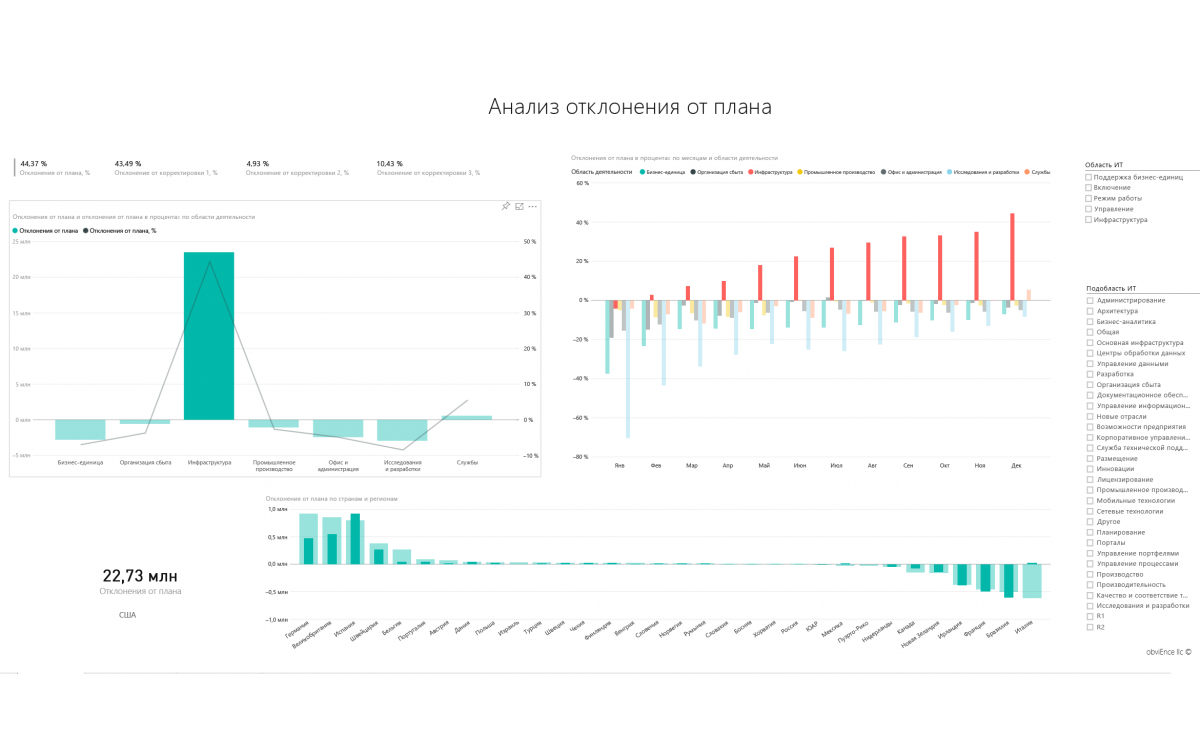 Анализ отклонения от плана
44,37 %
Отклонения от плана, %
43,49 %
Отклонение от корректировки 1, %
4,93 %
Отклонение от корректировки 2, %
10,43 %
Отклонение от корректировки 3, %
Отклонения от плана и отклонения от плана в процентах: по области деятельности
Отклонения от плана
Отклонения от плана, %
25 млн
20 млн
15 млн
10 млн
5 млн
0 млн
–5 млн
50 %
40 %
30 %
20 %
10 %
0 %
–10 %
Бизнес-единица
Организация сбыта
Инфраструктура
Промышленное
производство
Офис и
администрация
Исследования
и разработки
Службы
Отклонения от плана в процентах: по месяцам и области деятельности
Область деятельности
Бизнес-единица
Организация сбыта
Инфраструктура
Промышленное производство
Офис и администрация
Исследования и разработки
Службы
60 %
40 %
20 %
0 %
–20 %
–40 %
–60 %
–80 %
Янв
Фев
Мар
Апр
Май
Июн
Июл
Авг
Сен
Окт
Ноя
Дек
Область ИТ
Поддержка бизнес-единиц
Включение
Режим работы
Управление
Инфраструктура
Подобласть ИТ
Администрирование
Архитектура
Бизнес-аналитика
Общая
Основная инфраструктура
Центры обработки данных
Управление данными
Разработка
Организация сбыта
Документационное обесп...
Управление информацион...
Новые отрасли
Возможности предприятия
Корпоративное управлени...
Служба технической подд...
Размещение
Инновации
Лицензирование
Промышленное производ...
Мобильные технологии
Сетевые технологии
Другое
Планирование
Порталы
Управление портфелями
Управление процессами
Производство
Производительность
Качество и соответствие т...
Исследования и разработки
R1
R2
22,73 млн
Отклонения от плана
США
Отклонения от плана по странам и регионам
1,0 млн
0,5 млн
0,0 млн
–0,5 млн
–1,0 млн
Германия
Великобритания
Испания
Швейцария
Бельгия
Португалия
Австрия
Дания
Польша
Израиль
Турция
Швеция
Чехия
Финляндия
Венгрия
Словения
Норвегия
Румыния
Словакия
Босния
Хорватия
Россия
ЮАР
Мексика
Пуэрто-Рико
Нидерланды
Канада
Новая Зеландия
Ирландия
Франция
Бразилия
Италия
obviEnce llc ©